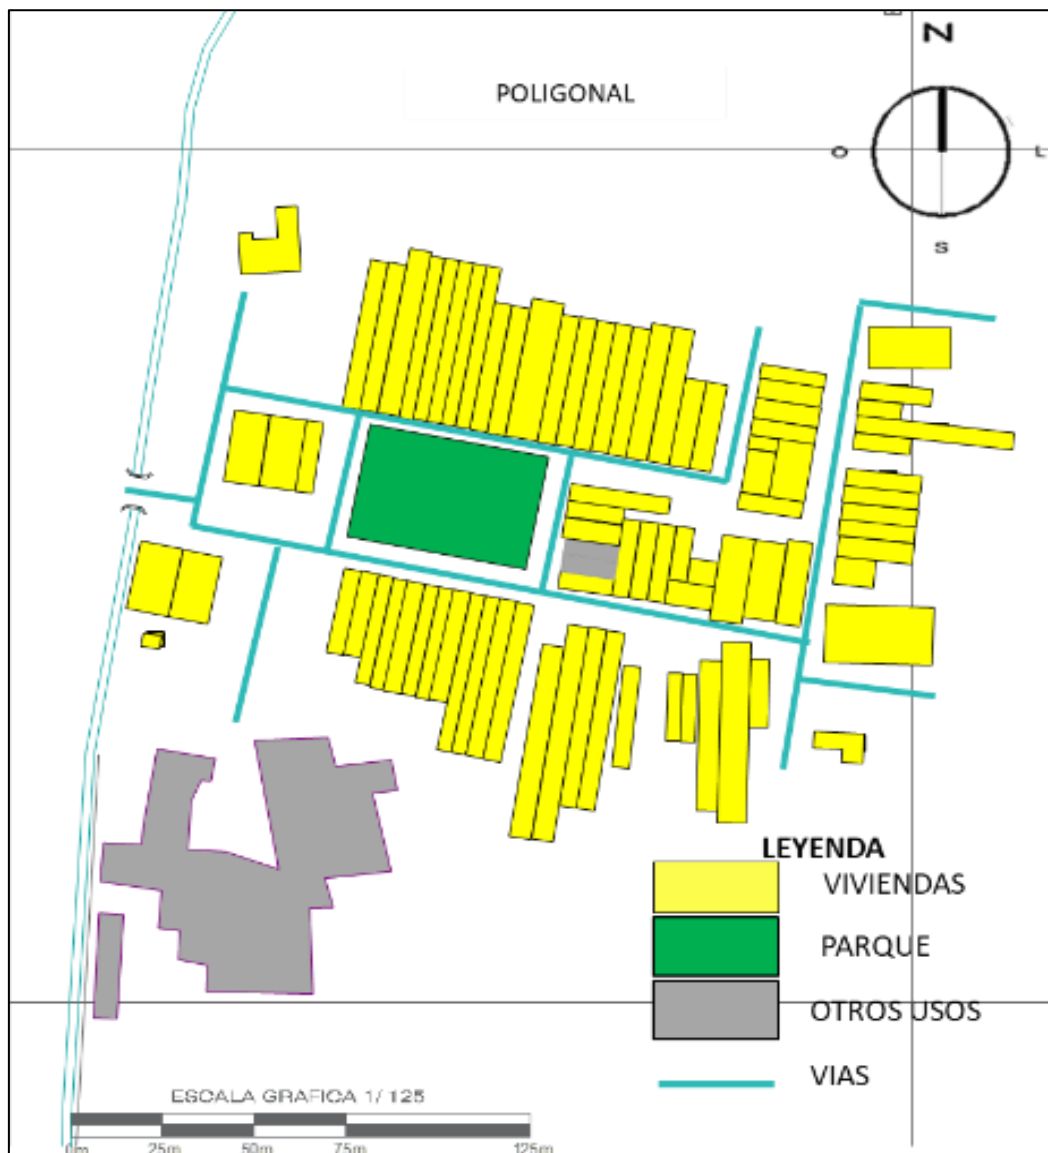 N
POLIGONAL
O
L
S
LEYENDA
VIVIENDAS
PARQUE
OTROS USOS
VIAS
ESCALA GRAFICA 1/ 125
0m 25m 50m 75m 125m